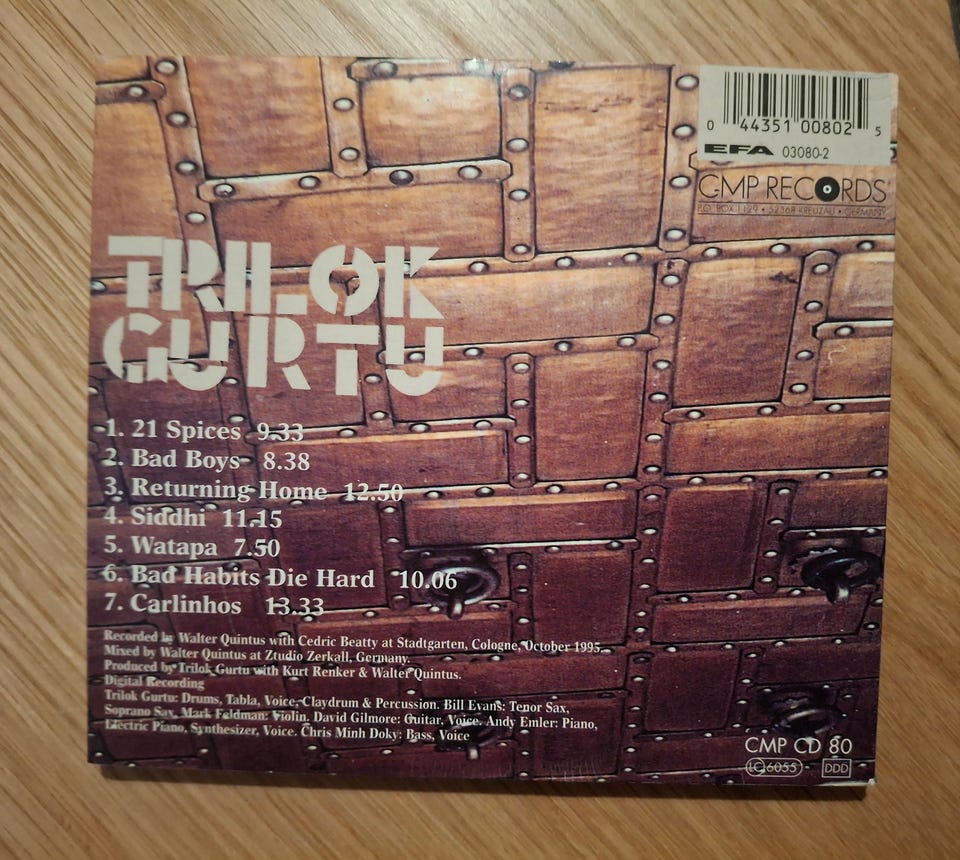 0 44351 00802 5
EFA 03080-2
CMP RECORDS
P.O. BOX 1129 • 52368 KREUZAU • GERMANY
TRILOK
GURTU
1. 21 Spices 9.33
2. Bad Boys 8.38
3. Returning Home 12.50
4. Siddhi 11.15
5. Watapa 7.50
6. Bad Habits Die Hard 10.06
7. Carlinhos 13.33
Recorded by Walter Quintus with Cedric Beatty at Stadtgarten, Cologne, October 1995.
Mixed by Walter Quintus at Ztudio Zerkall, Germany.
Produced by Trilok Gurtu with Kurt Renker & Walter Quintus.
Digital Recording
Trilok Gurtu: Drums, Tabla, Voice, Claydrum & Percussion. Bill Evans: Tenor Sax,
Soprano Sax, Mark Feldman: Violin. David Gilmore: Guitar, Voice. Andy Emler: Piano,
Electric Piano, Synthesizer, Voice. Chris Minh Doky: Bass, Voice
CMP CD 80
LC 6055 DDD